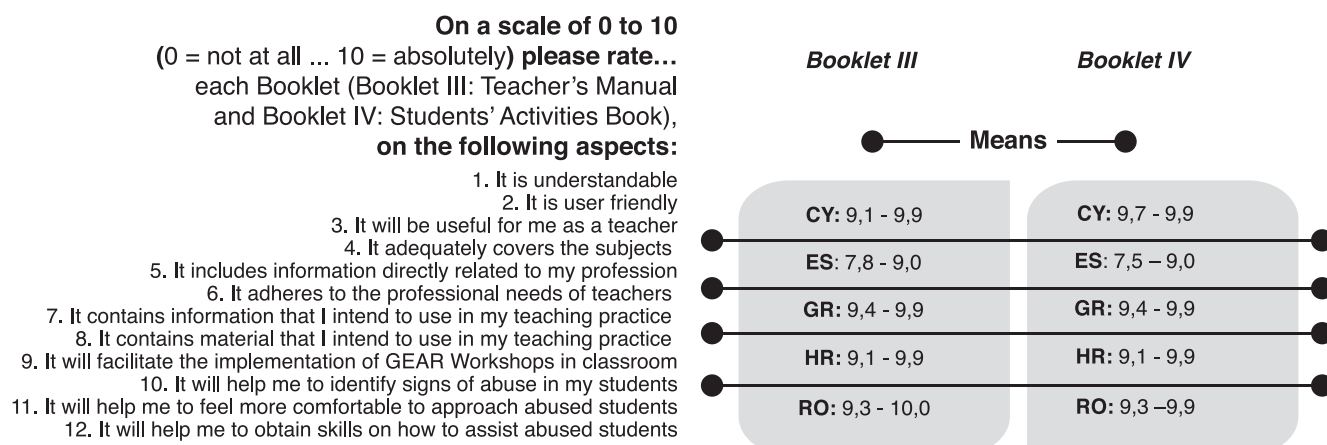 On a scale of 0 to 10
(0 = not at all ... 10 = absolutely) please rate...
each Booklet (Booklet III: Teacher's Manual
and Booklet IV: Students' Activities Book),
on the following aspects:
1. It is understandable
2. It is user friendly
3. It will be useful for me as a teacher
4. It adequately covers the subjects
5. It includes information directly related to my profession
6. It adheres to the professional needs of teachers
7. It contains information that I intend to use in my teaching practice
8. It contains material that I intend to use in my teaching practice
9. It will facilitate the implementation of GEAR Workshops in classroom
10. It will help me to identify signs of abuse in my students
11. It will help me to feel more comfortable to approach abused students
12. It will help me to obtain skills on how to assist abused students
Booklet III Booklet IV
Means
CY: 9,1 - 9,9 CY: 9,7 - 9,9
ES: 7,8 - 9,0 ES: 7,5 – 9,0
GR: 9,4 - 9,9 GR: 9,4 - 9,9
HR: 9,1 - 9,9 HR: 9,1 - 9,9
RO: 9,3 - 10,0 RO: 9,3 –9,9